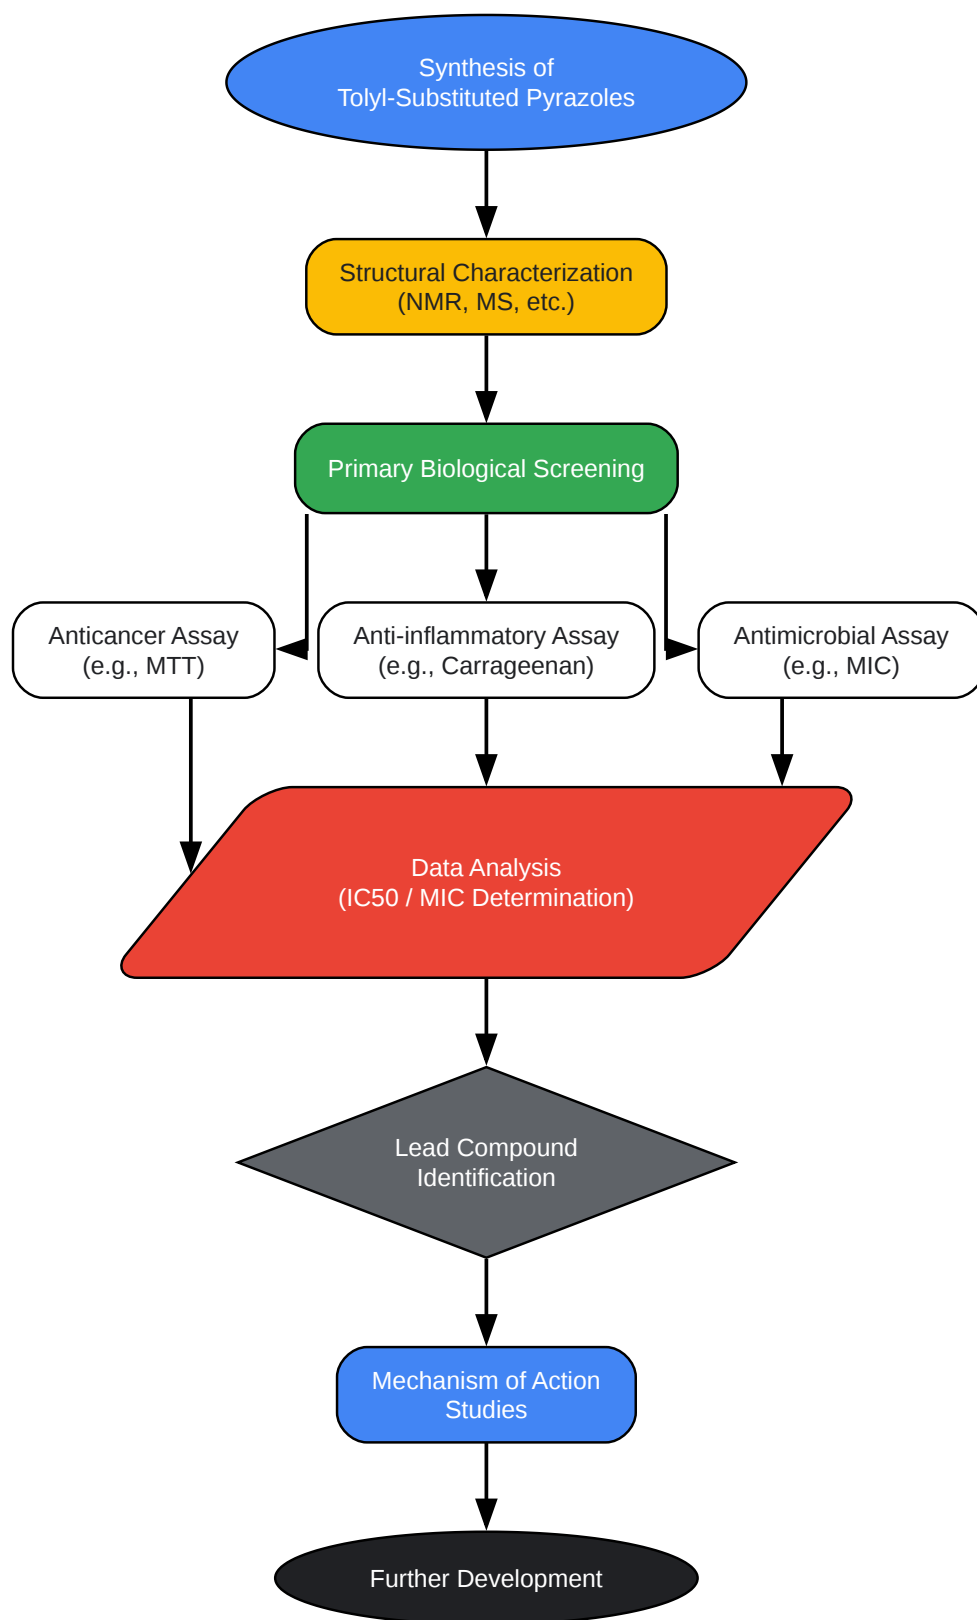 Synthesis of
Tolyl-Substituted Pyrazoles
Structural Characterization
(NMR, MS, etc.)
Primary Biological Screening
Anticancer Assay
(e.g., MTT)
Anti-inflammatory Assay
(e.g., Carrageenan)
Antimicrobial Assay
(e.g., MIC)
Data Analysis
(IC50 / MIC Determination)
Lead Compound
Identification
Mechanism of Action
Studies
Further Development